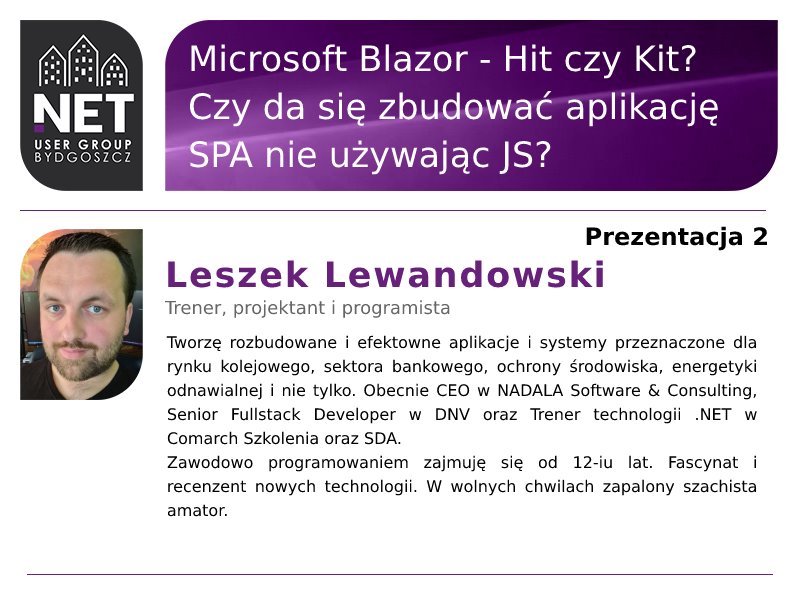 .NET
USER GROUP
BYDGOSZCZ
Microsoft Blazor - Hit czy Kit?
Czy da się zbudować aplikację
SPA nie używając JS?
Prezentacja 2
Leszek Lewandowski
Trener, projektant i programista
Tworzę rozbudowane i efektowne aplikacje i systemy przeznaczone dla
rynku kolejowego, sektora bankowego, ochrony środowiska, energetyki
odnawialnej i nie tylko. Obecnie CEO w NADALA Software & Consulting,
Senior Fullstack Developer w DNV oraz Trener technologii .NET w
Comarch Szkolenia oraz SDA.
Zawodowo programowaniem zajmuję się od 12-iu lat. Fascynat i
recenzent nowych technologii. W wolnych chwilach zapalony szachista
amator.